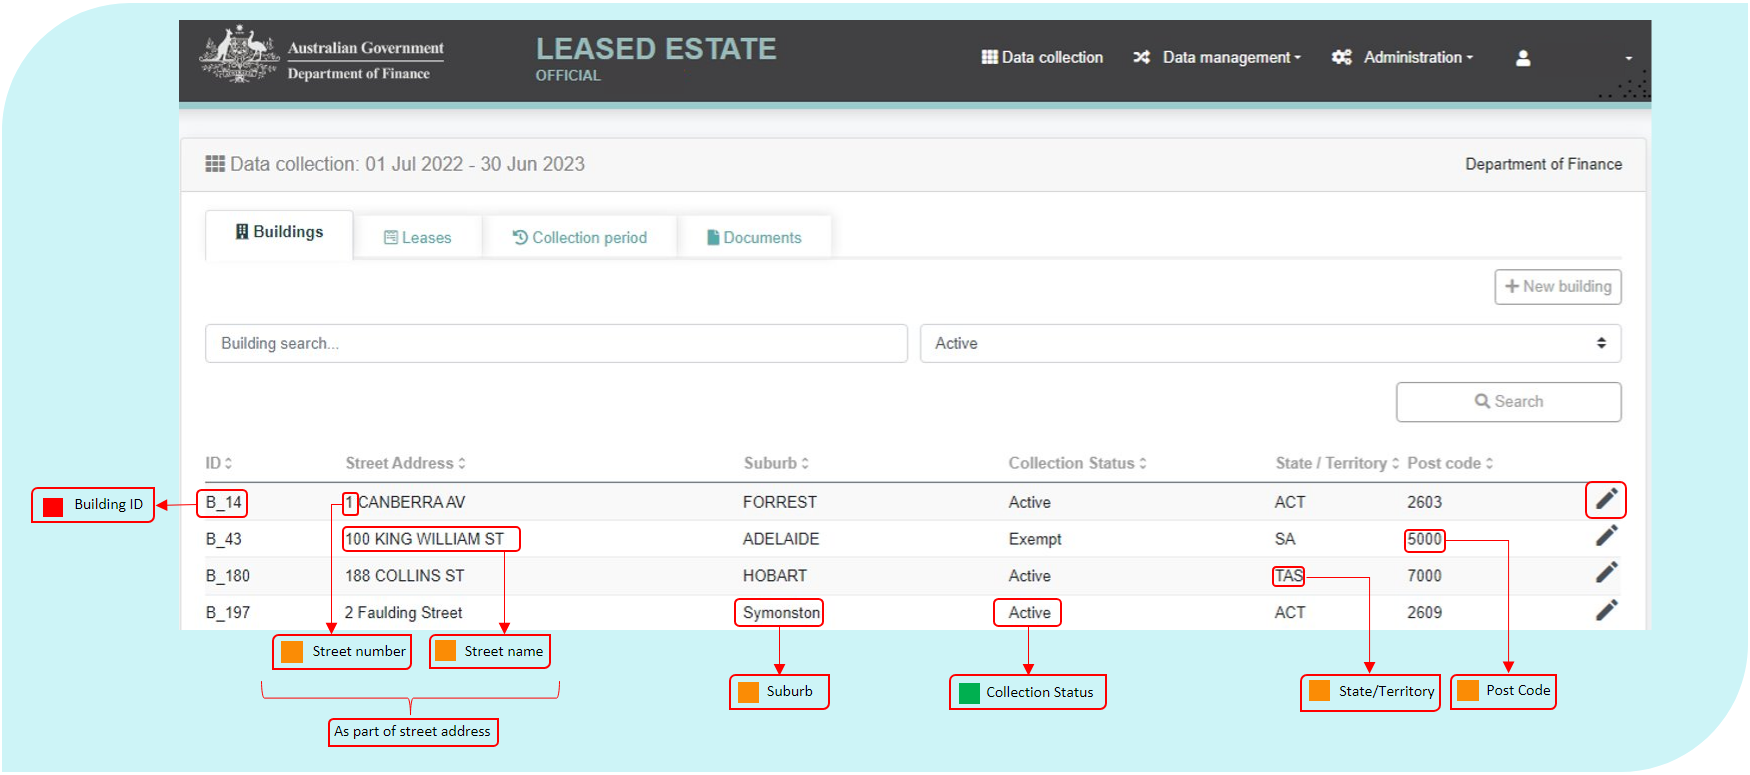 Australian Government
Department of Finance
LEASED ESTATE
OFFICIAL
Data collection
Data management
Administration
Data collection: 01 Jul 2022 - 30 Jun 2023
Department of Finance
Buildings
Leases
Collection period
Documents
+ New building
Building search...
Active
Search
ID Street Address Suburb Collection Status State / Territory Post code
Building ID
B_14 1 CANBERRA AV FORREST Active ACT 2603
B_43 100 KING WILLIAM ST ADELAIDE Exempt SA 5000
B_180 188 COLLINS ST HOBART Active TAS 7000
B_197 2 Faulding Street Symonston Active ACT 2609
Street number
Street name
Suburb
Collection Status
State/Territory
Post Code
As part of street address